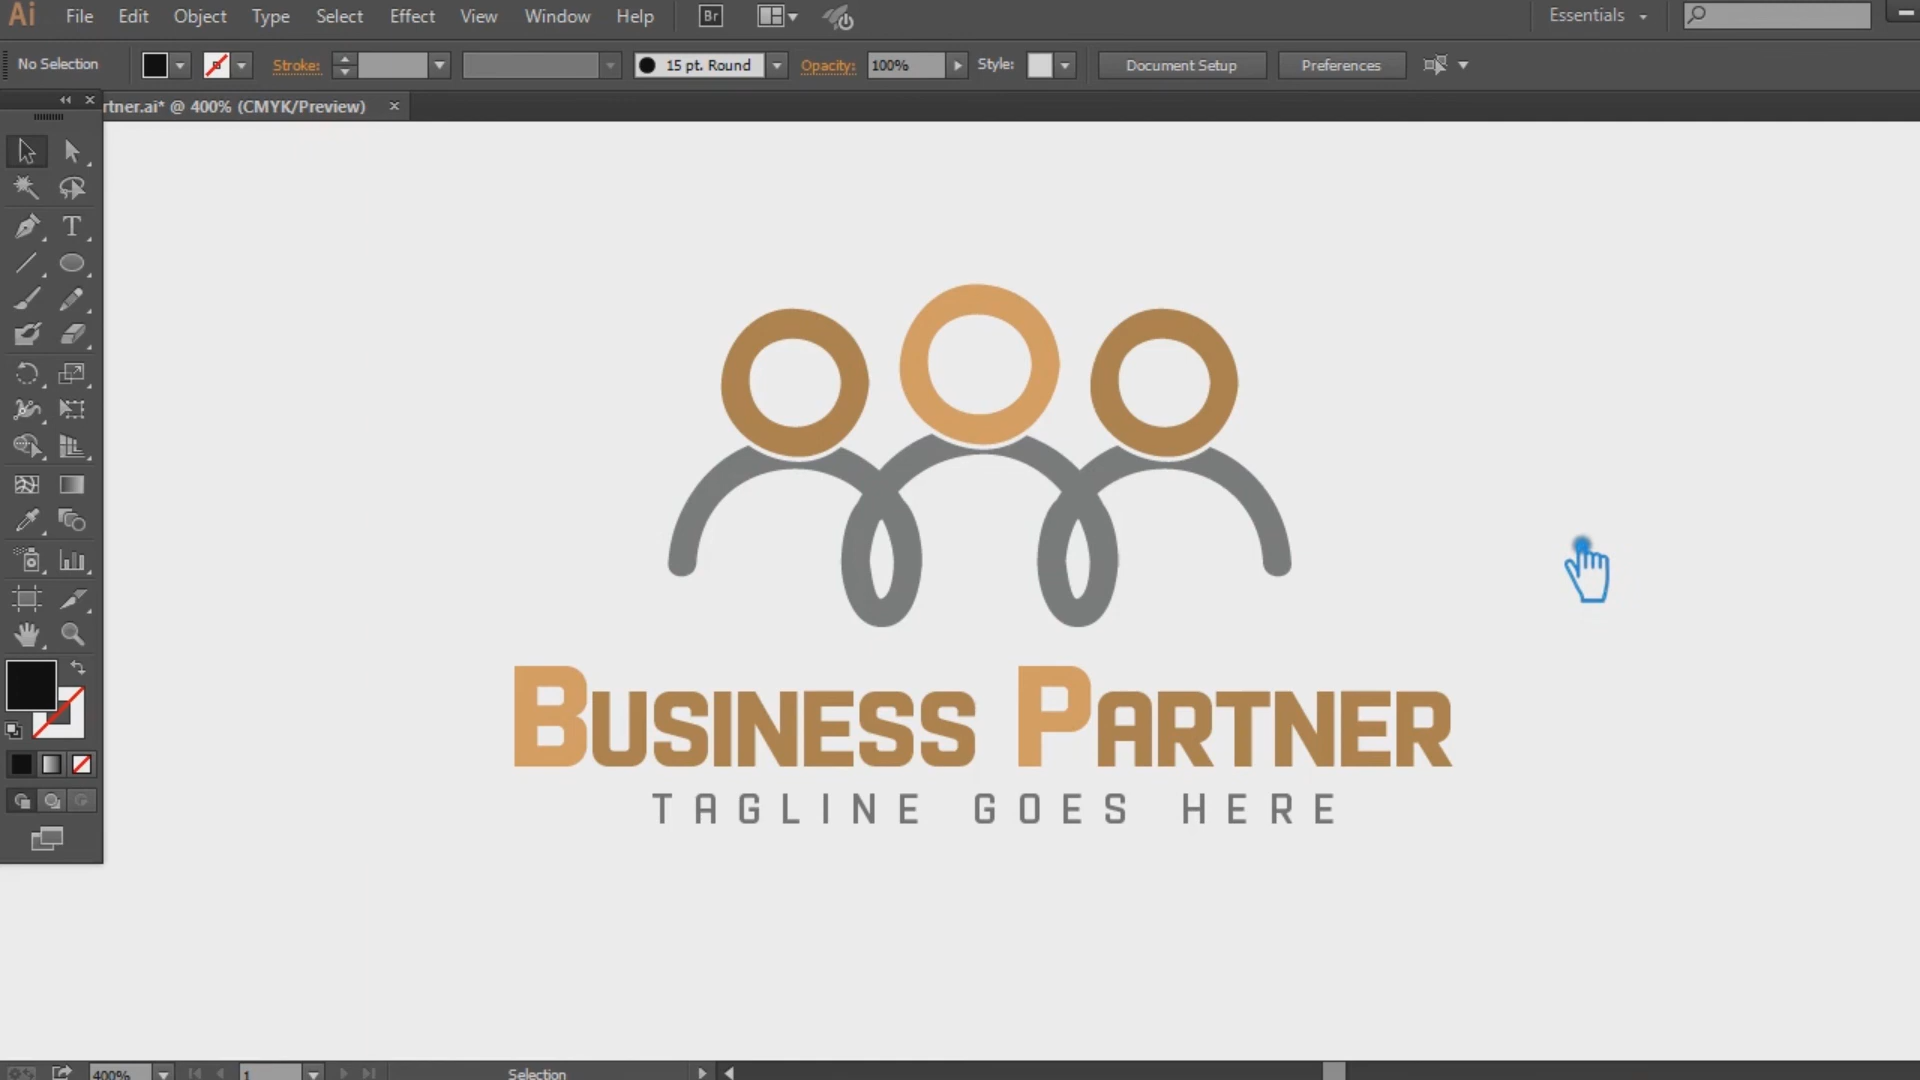 Ai File Edit Object Type Select Effect View Window Help Br Essentials
No Selection Stroke: 15 pt. Round Opacity: 100% Style: Document Setup Preferences
rtner.ai* @ 400% (CMYK/Preview)
T
BUSINESS PARTNER
TAGLINE GOES HERE
400% 1 Selection